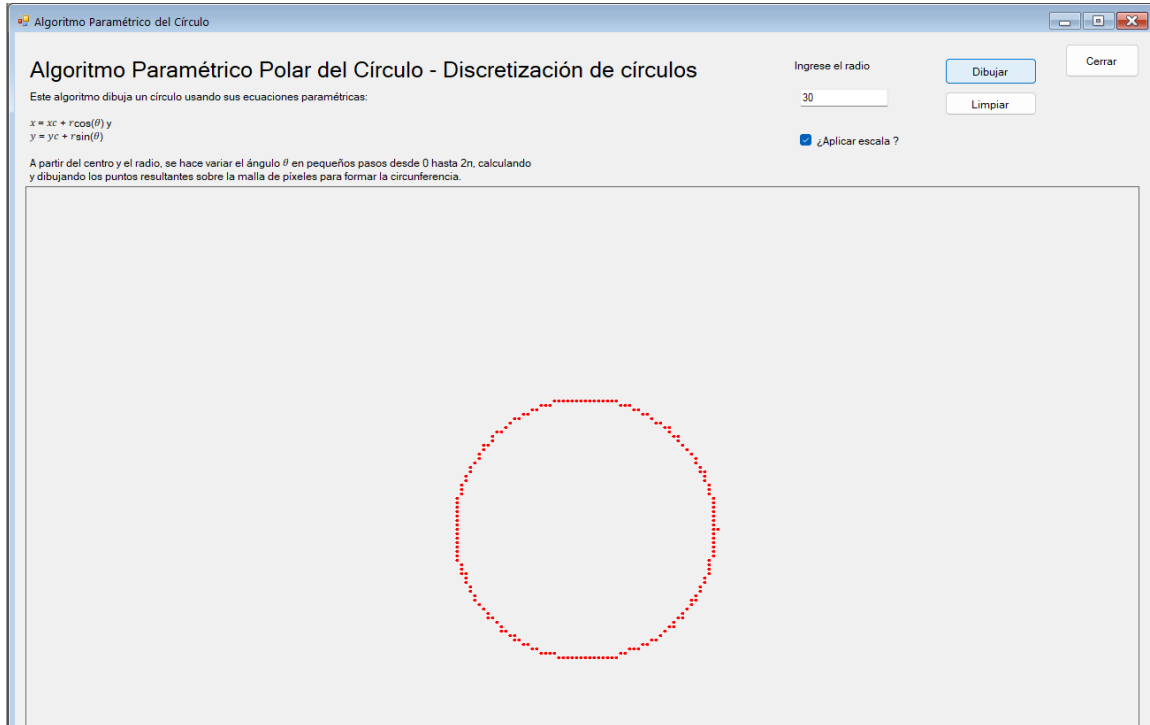 Algoritmo Paramétrico del Círculo
Algoritmo Paramétrico Polar del Círculo - Discretización de círculos
Este algoritmo dibuja un círculo usando sus ecuaciones paramétricas:
x = xc + rcos(θ) y
y = yc + rsin(θ)
A partir del centro y el radio, se hace variar el ángulo θ en pequeños pasos desde 0 hasta 2n, calculando
y dibujando los puntos resultantes sobre la malla de píxeles para formar la circunferencia.
Ingrese el radio
30
¿Aplicar escala ?
Dibujar
Limpiar
Cerrar